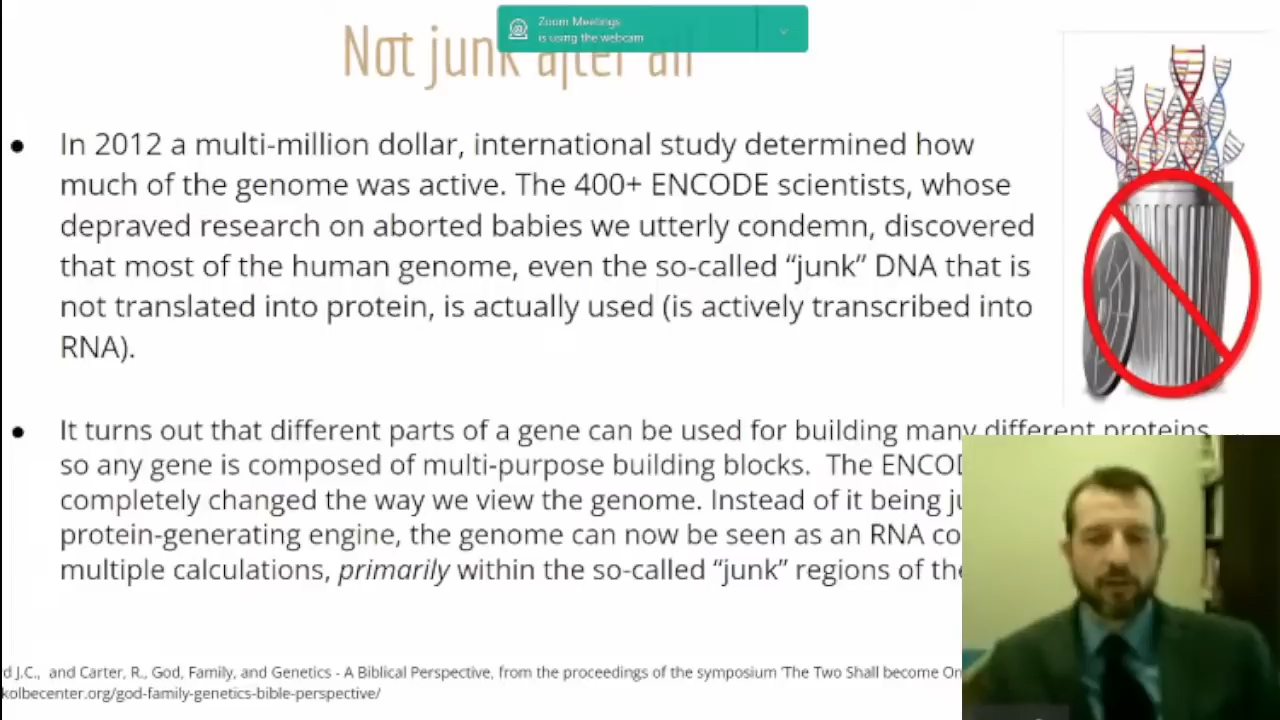 Zoom Meetings
is using the webcam
Not junk after all
• In 2012 a multi-million dollar, international study determined how
much of the genome was active. The 400+ ENCODE scientists, whose
depraved research on aborted babies we utterly condemn, discovered
that most of the human genome, even the so-called “junk” DNA that is
not translated into protein, is actually used (is actively transcribed into
RNA).
• It turns out that different parts of a gene can be used for building many different proteins
so any gene is composed of multi-purpose building blocks. The ENCOD
completely changed the way we view the genome. Instead of it being ju
protein-generating engine, the genome can now be seen as an RNA co
multiple calculations, primarily within the so-called “junk” regions of the
d J.C., and Carter, R., God, Family, and Genetics - A Biblical Perspective, from the proceedings of the symposium ‘The Two Shall become On
kolbecenter.org/god-family-genetics-bible-perspective/